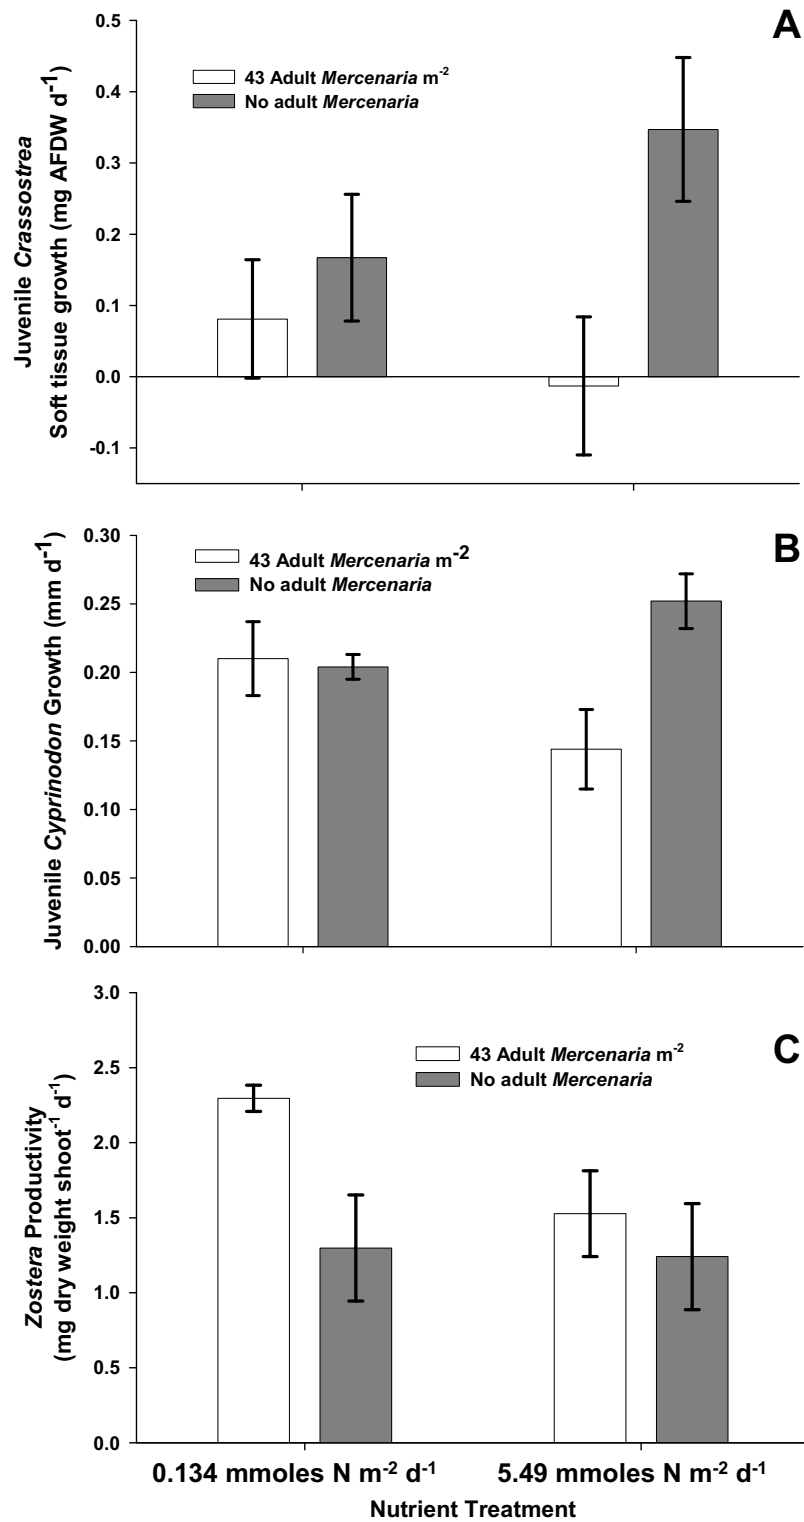 A
43 Adult Mercenaria m⁻²
No adult Mercenaria
Juvenile Crassostrea
Soft tissue growth (mg AFDW d⁻¹)
0.5
0.4
0.3
0.2
0.1
0.0
-0.1
B
43 Adult Mercenaria m⁻²
No adult Mercenaria
Juvenile Cyprinodon Growth (mm d⁻¹)
0.30
0.25
0.20
0.15
0.10
0.05
0.00
C
43 Adult Mercenaria m⁻²
No adult Mercenaria
Zostera Productivity
(mg dry weight shoot⁻¹ d⁻¹)
3.0
2.5
2.0
1.5
1.0
0.5
0.0
0.134 mmoles N m⁻² d⁻¹
5.49 mmoles N m⁻² d⁻¹
Nutrient Treatment